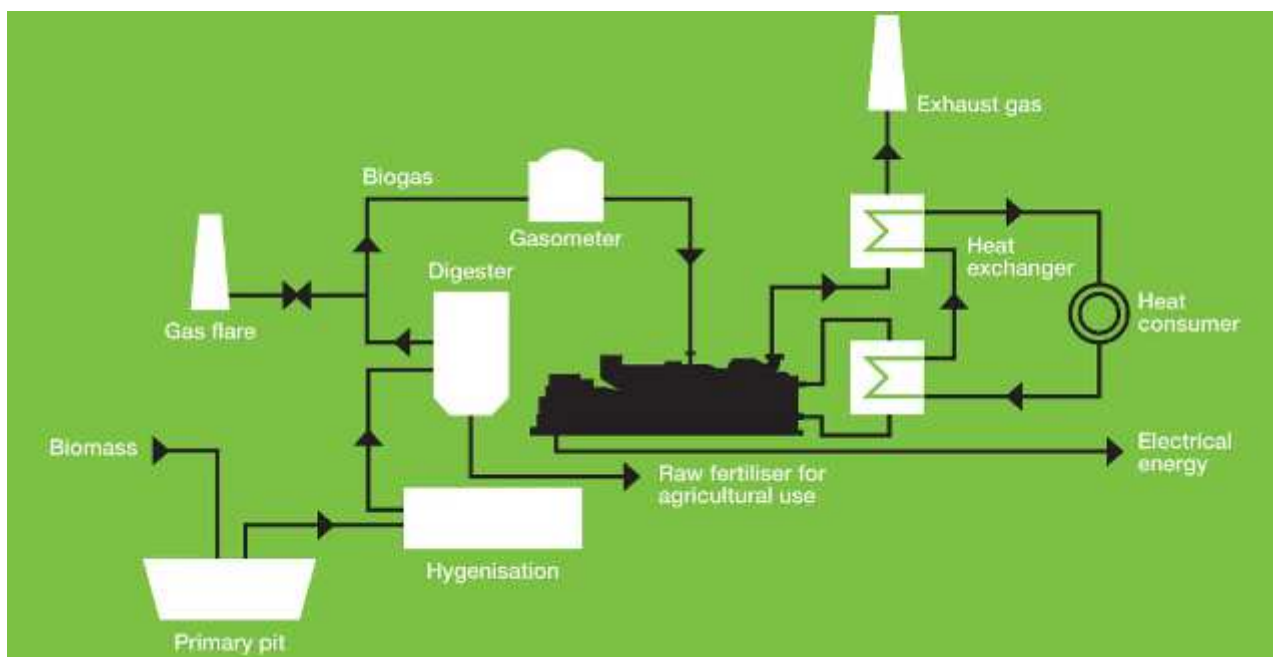 Exhaust gas
Biogas
Gasometer
Heat
exchanger
Digester
Gas flare
Heat
consumer
Biomass
Electrical
energy
Raw fertiliser for
agricultural use
Hygenisation
Primary pit